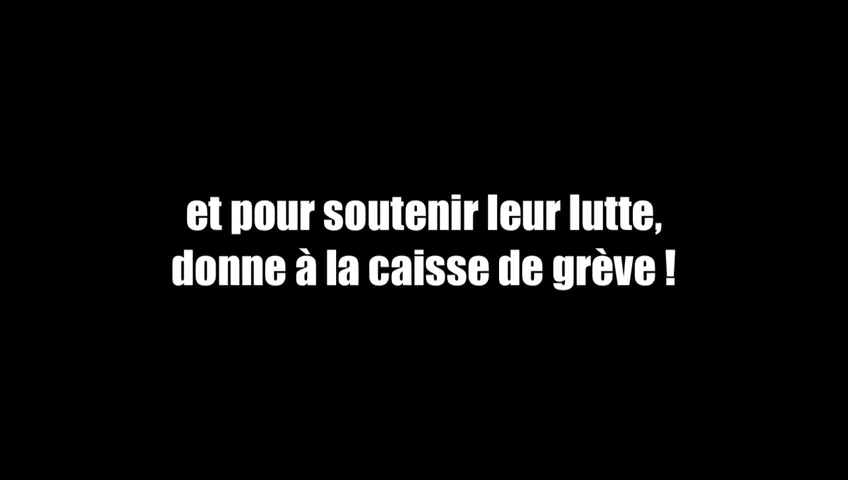 et pour soutenir leur lutte,
donne à la caisse de grève !